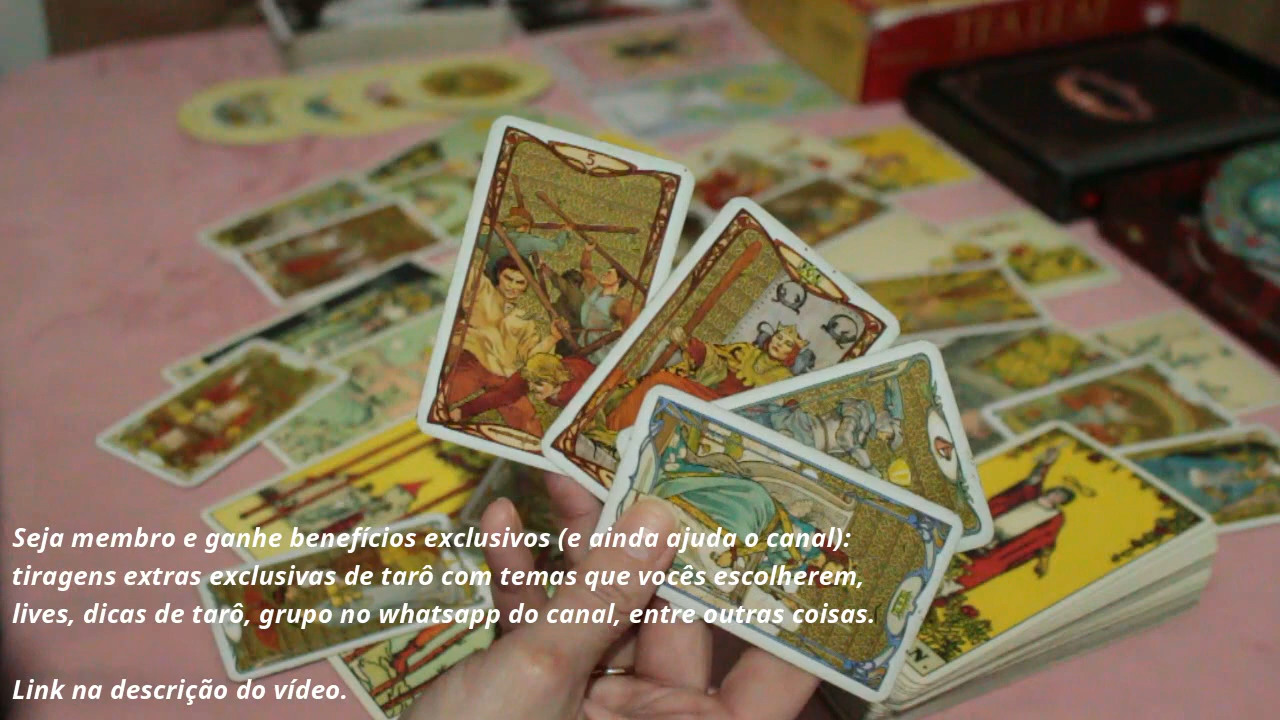 5
Seja membro e ganhe benefícios exclusivos (e ainda ajuda o canal):
tiragens extras exclusivas de tarô com temas que vocês escolherem,
lives, dicas de tarô, grupo no whatsapp do canal, entre outras coisas.
Link na descrição do vídeo.